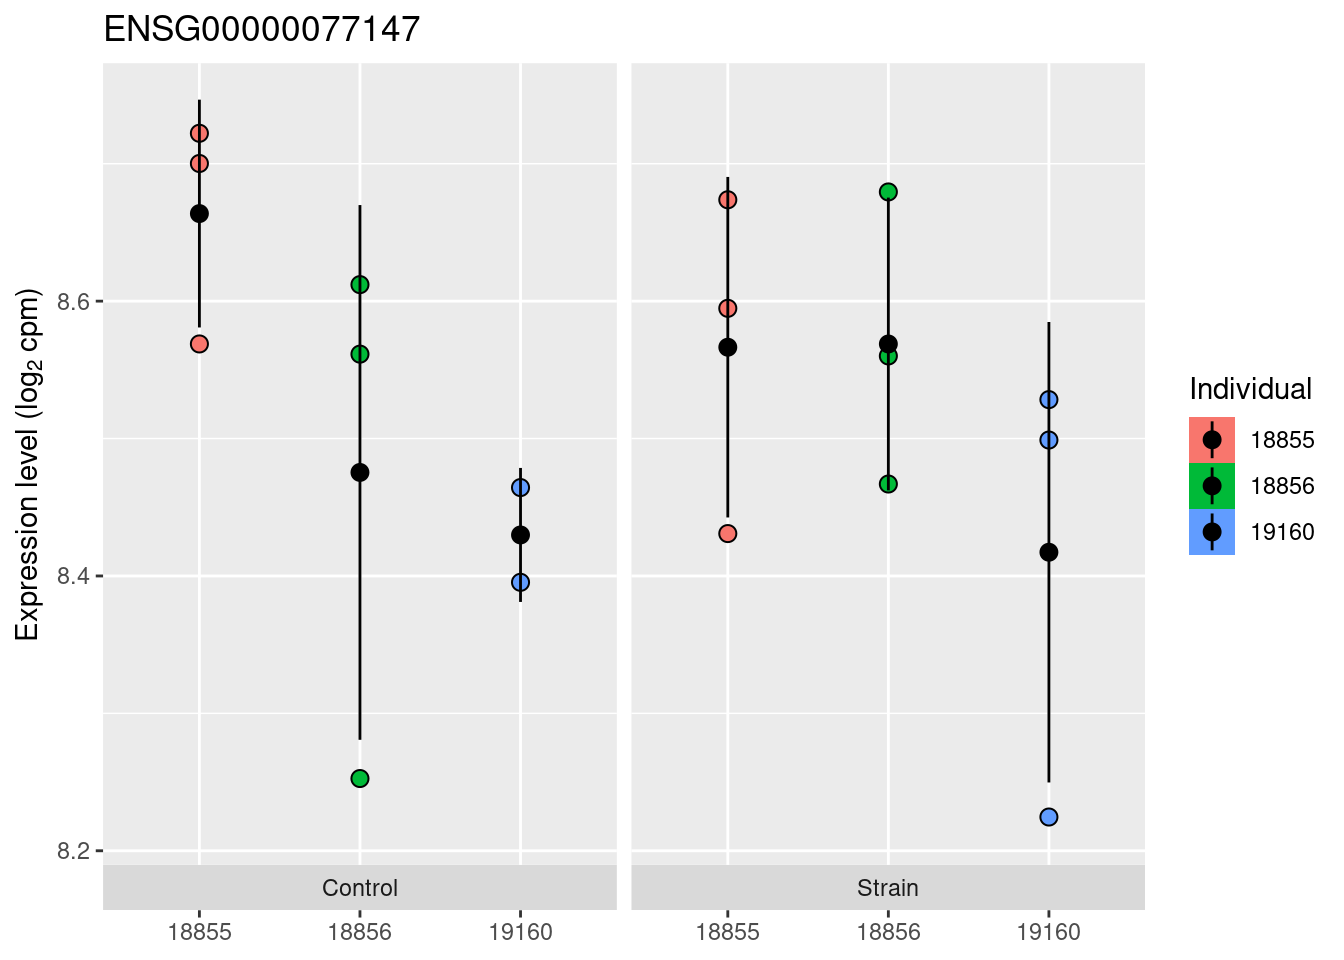 ENSG00000077147
Expression level (log2 cpm)
8.6
8.4
8.2
Control
Strain
18855
18856
19160
18855
18856
19160
Individual
18855
18856
19160